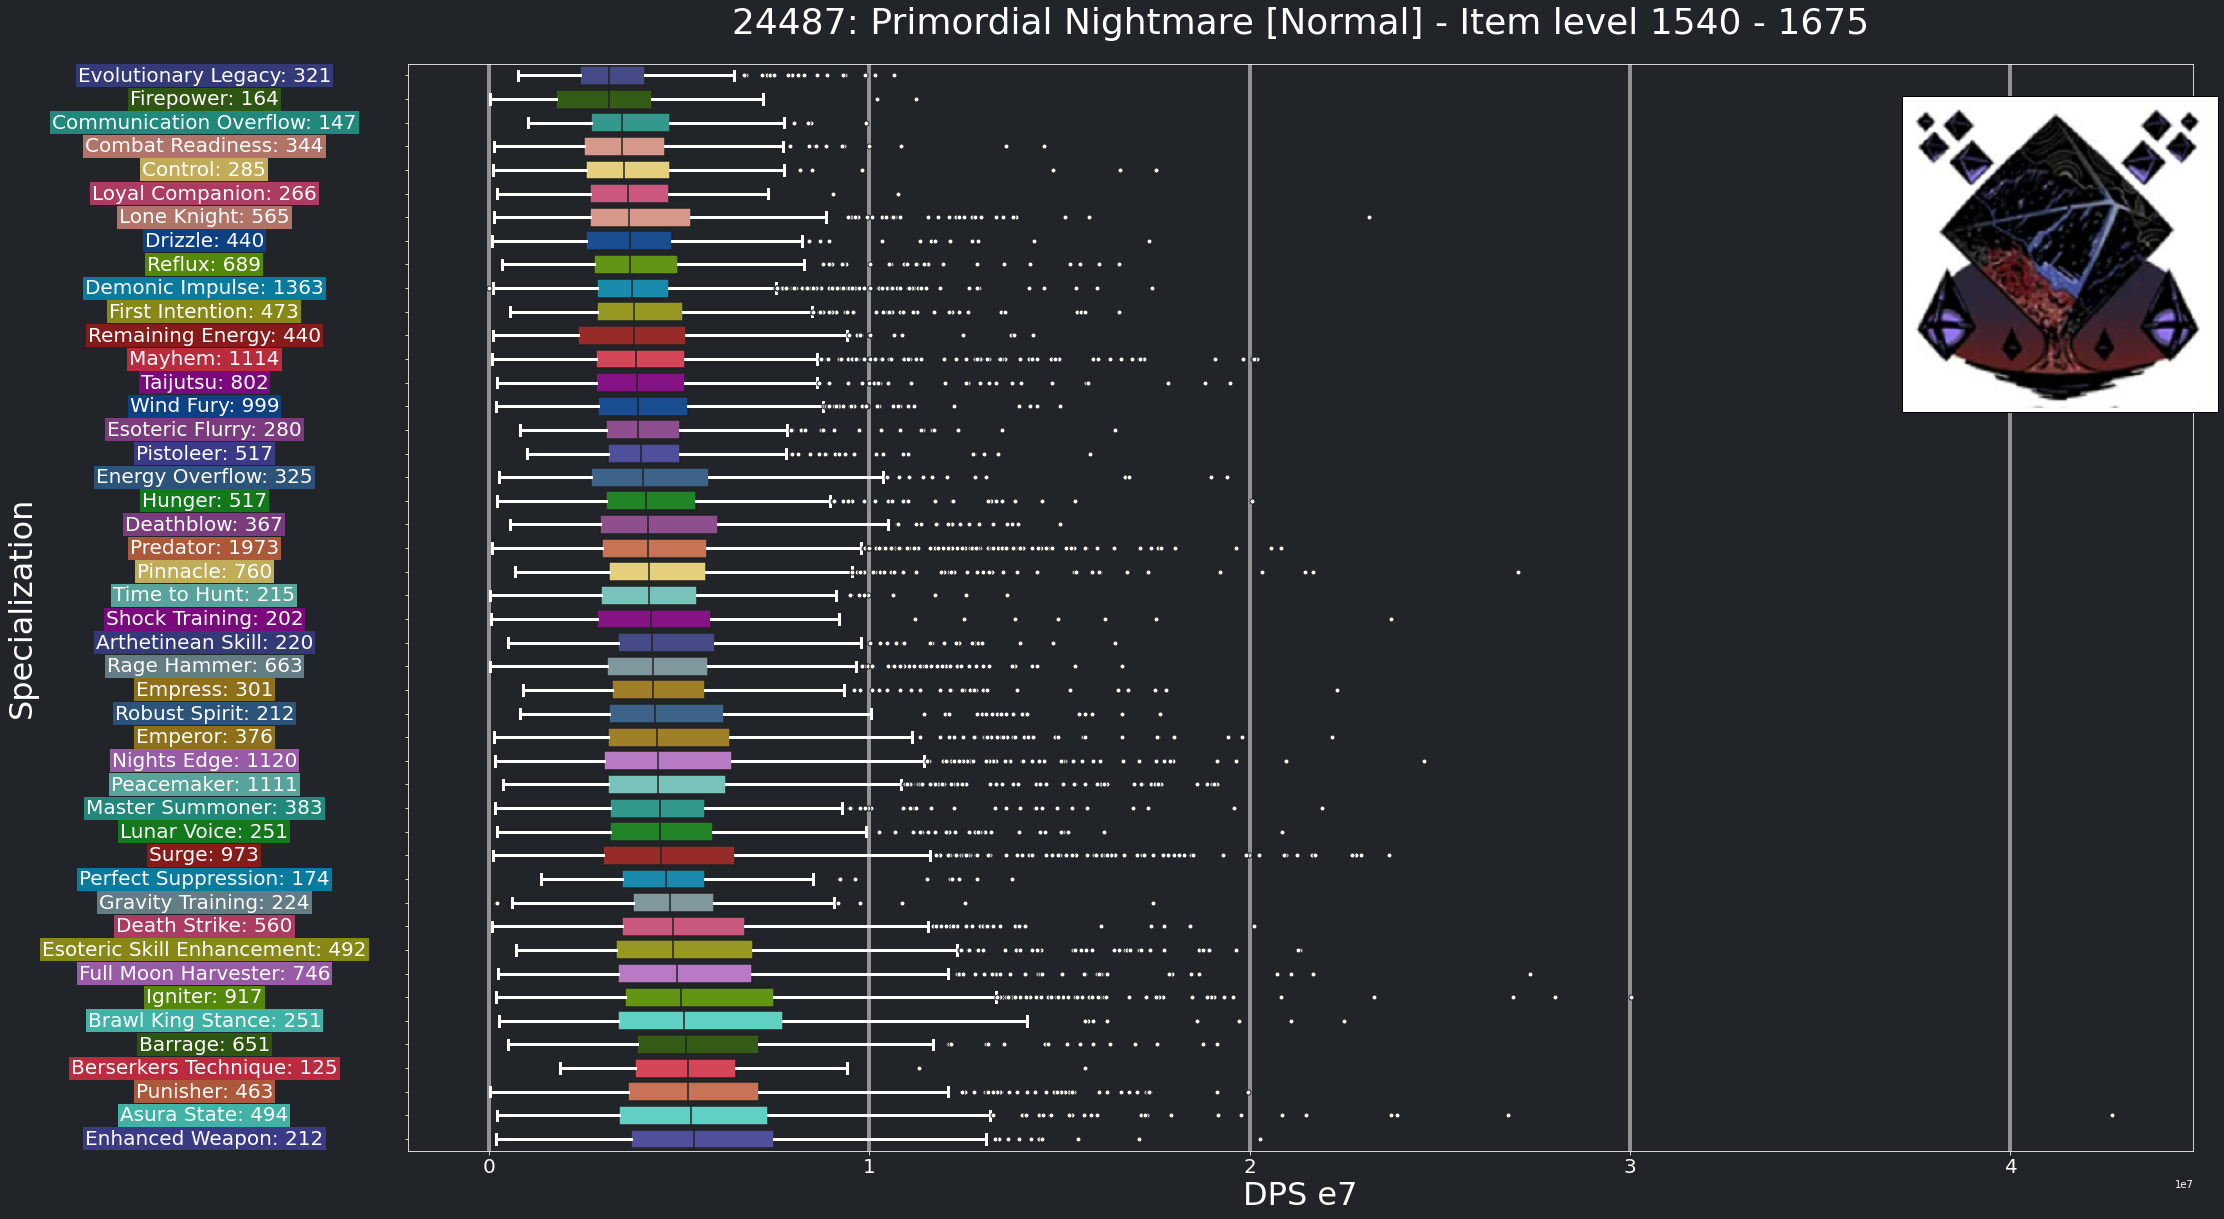 24487: Primordial Nightmare [Normal] - Item level 1540 - 1675
Specialization
Evolutionary Legacy: 321
Firepower: 164
Communication Overflow: 147
Combat Readiness: 344
Control: 285
Loyal Companion: 266
Lone Knight: 565
Drizzle: 440
Reflux: 689
Demonic Impulse: 1363
First Intention: 473
Remaining Energy: 440
Mayhem: 1114
Taijutsu: 802
Wind Fury: 999
Esoteric Flurry: 280
Pistoleer: 517
Energy Overflow: 325
Hunger: 517
Deathblow: 367
Predator: 1973
Pinnacle: 760
Time to Hunt: 215
Shock Training: 202
Arthetinean Skill: 220
Rage Hammer: 663
Empress: 301
Robust Spirit: 212
Emperor: 376
Nights Edge: 1120
Peacemaker: 1111
Master Summoner: 383
Lunar Voice: 251
Surge: 973
Perfect Suppression: 174
Gravity Training: 224
Death Strike: 560
Esoteric Skill Enhancement: 492
Full Moon Harvester: 746
Igniter: 917
Brawl King Stance: 251
Barrage: 651
Berserkers Technique: 125
Punisher: 463
Asura State: 494
Enhanced Weapon: 212
0 1 2 3 4
DPS e7
1e7